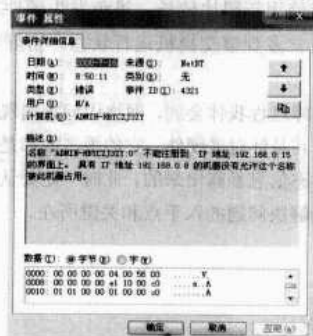 事件 属性
事件详细信息
日期(A): 来源(S): NetBT
时间(M): 8:50:11 类别(R): 无
类型(E): 错误 事件 ID(I): 4321
用户(U): N/A
计算机(O): ADMIN-HBYTC2J32Y
描述(D)
名称 "ADMIN-HBYTC2J32Y:0" 不能注册到 IP 地址 192.168.0.15
的界面上。 具有 IP 地址 192.168.0.8 的机器没有允许这个名称
被此机器占用。
数据(T): 字节(B) 字(W)
0000: 00 00 00 00 04 00 56 00 ......V.
0008: 00 00 00 00 e1 10 00 c0
0010: 01 01 00 00 01 00 00 c0
确定 取消 应用(A)